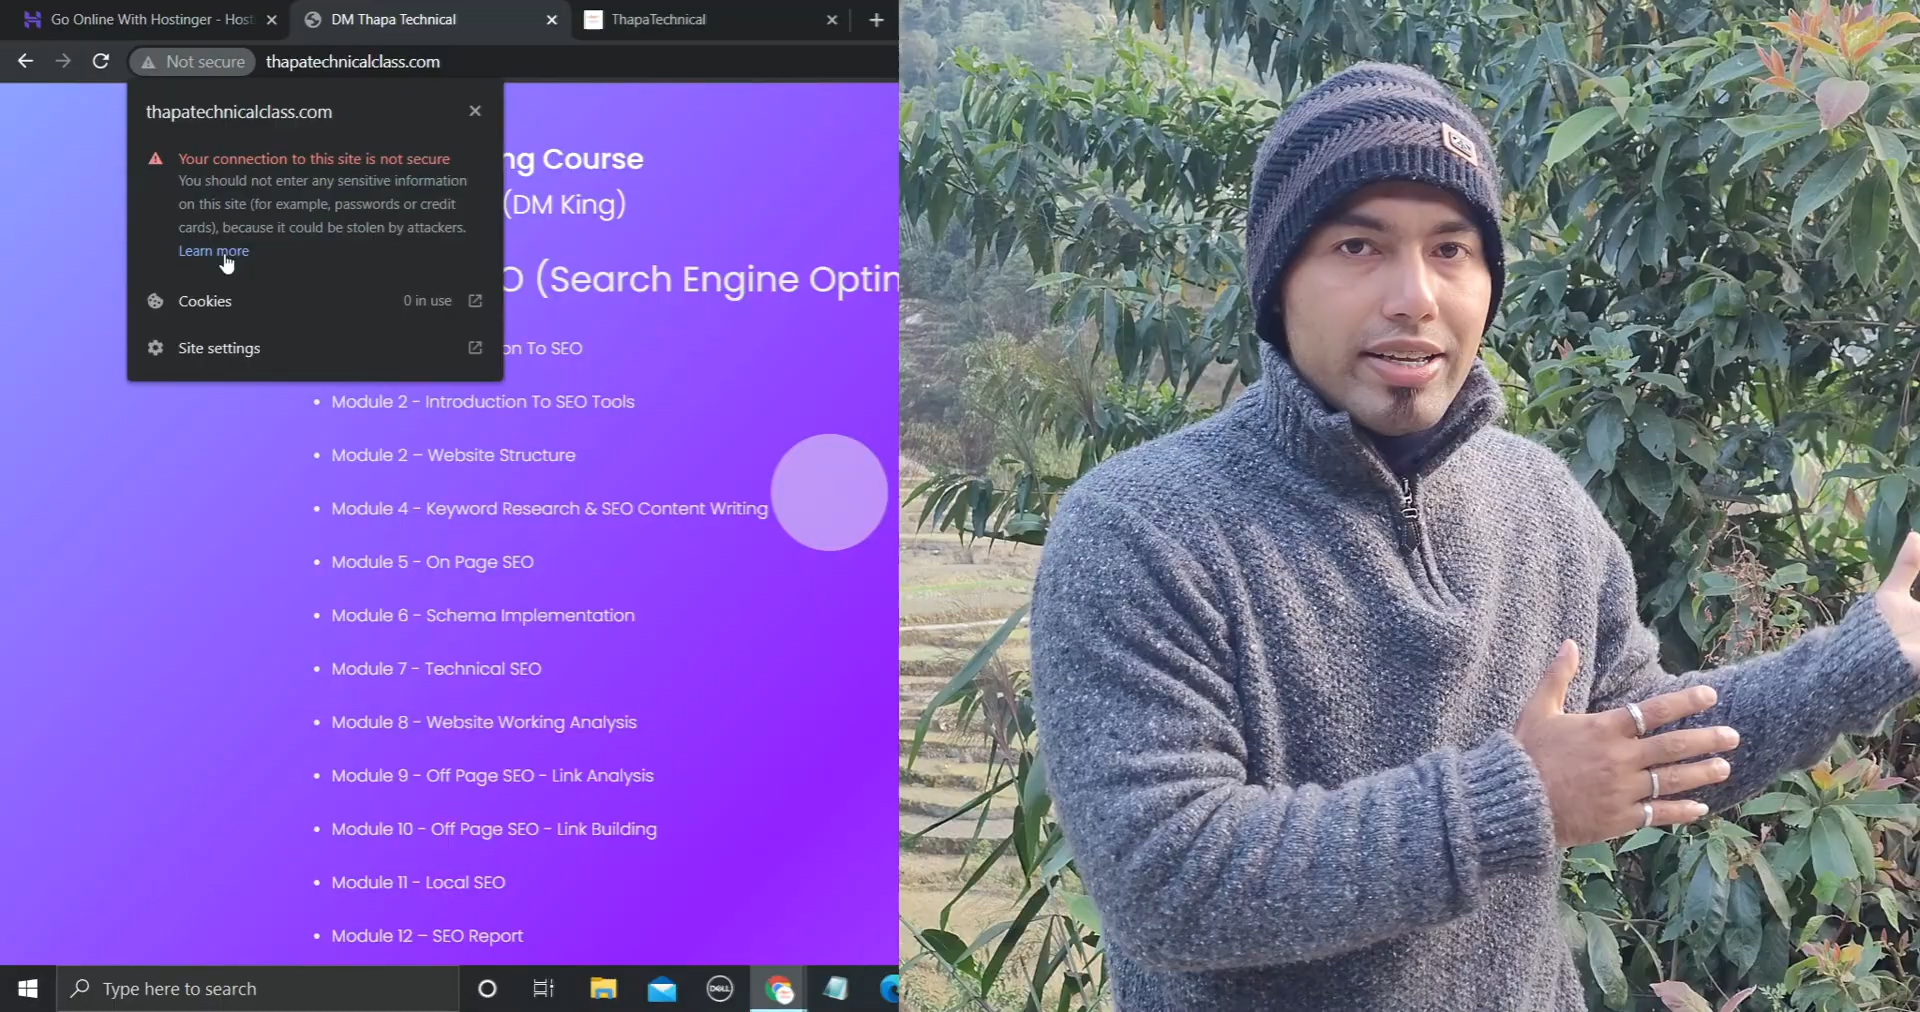 Go Online With Hostinger - Host
DM Thapa Technical
ThapaTechnical
Not secure
thapatechnicalclass.com
thapatechnicalclass.com
Your connection to this site is not secure
You should not enter any sensitive information
on this site (for example, passwords or credit
cards), because it could be stolen by attackers.
Learn more
Cookies
0 in use
Site settings
ng Course
(DM King)
O (Search Engine Optin
on To SEO
• Module 2 - Introduction To SEO Tools
• Module 2 – Website Structure
• Module 4 - Keyword Research & SEO Content Writing
• Module 5 - On Page SEO
• Module 6 - Schema Implementation
• Module 7 - Technical SEO
• Module 8 - Website Working Analysis
• Module 9 - Off Page SEO - Link Analysis
• Module 10 - Off Page SEO - Link Building
• Module 11 - Local SEO
• Module 12 – SEO Report
Type here to search
DELL